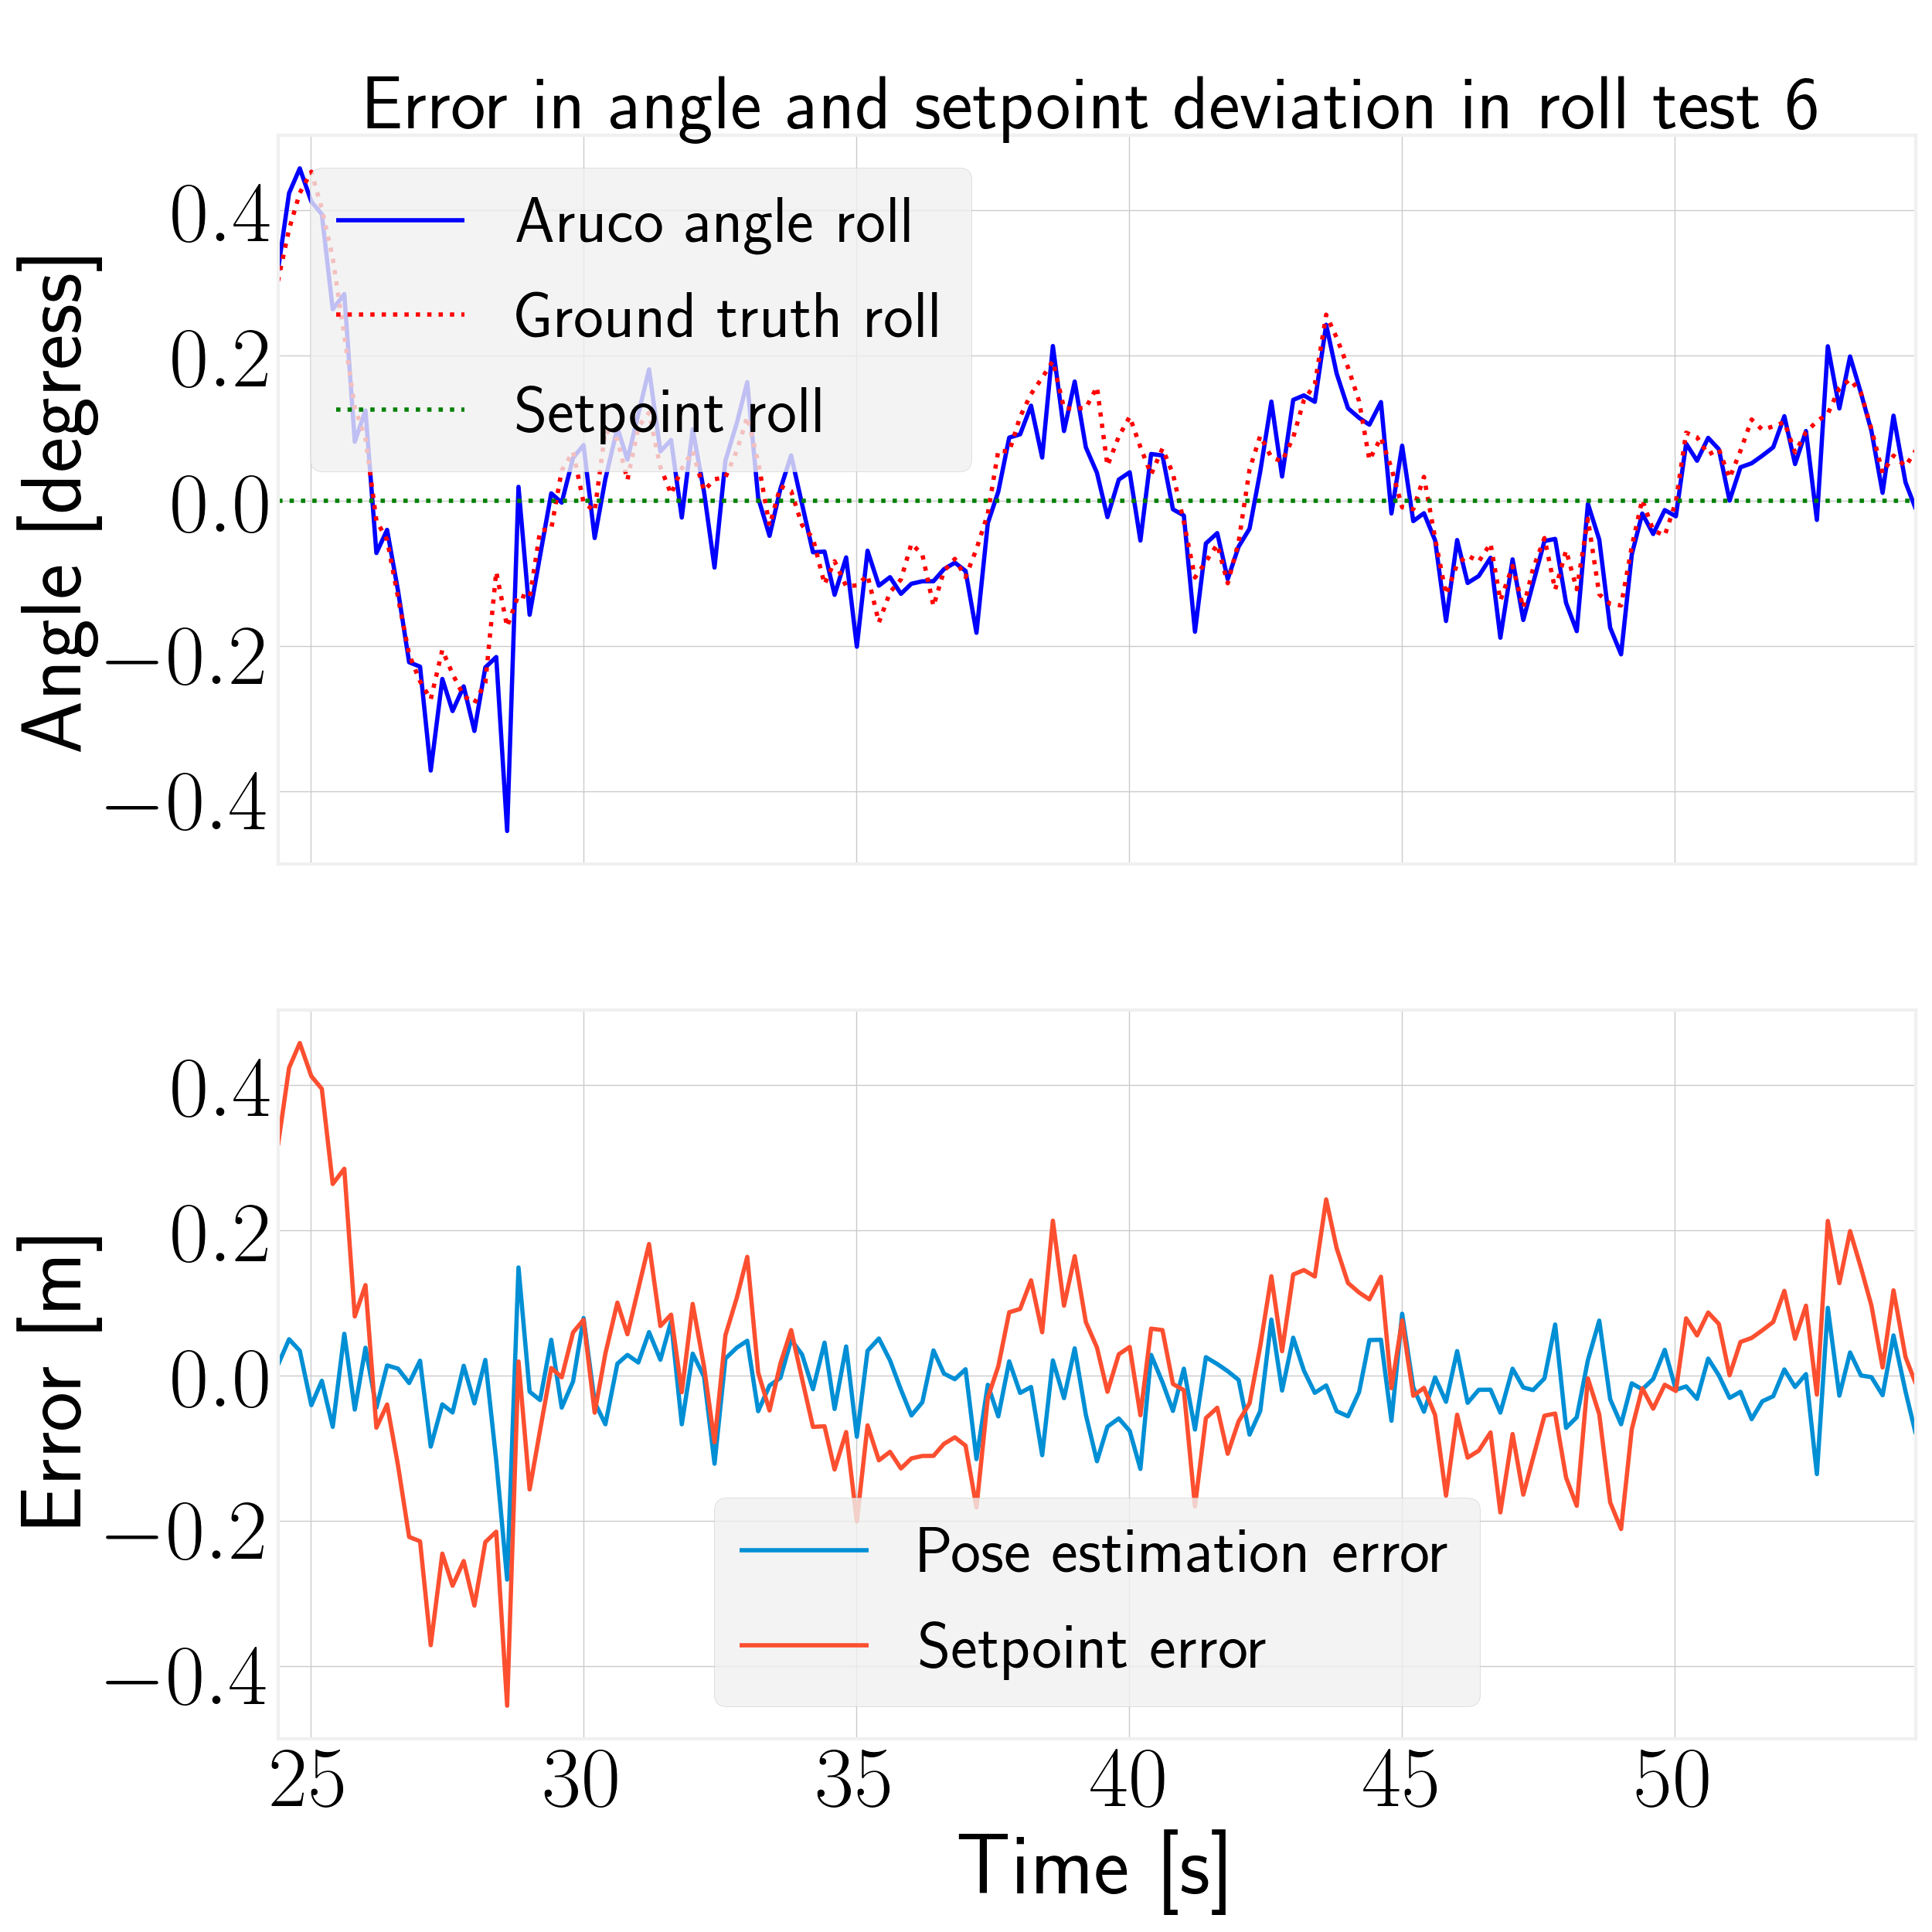 Error in angle and setpoint deviation in roll test 6
Angle [degress]
0.4
0.2
0.0
−0.2
−0.4
Aruco angle roll
Ground truth roll
Setpoint roll
Error [m]
0.4
0.2
0.0
−0.2
−0.4
Pose estimation error
Setpoint error
25 30 35 40 45 50
Time [s]